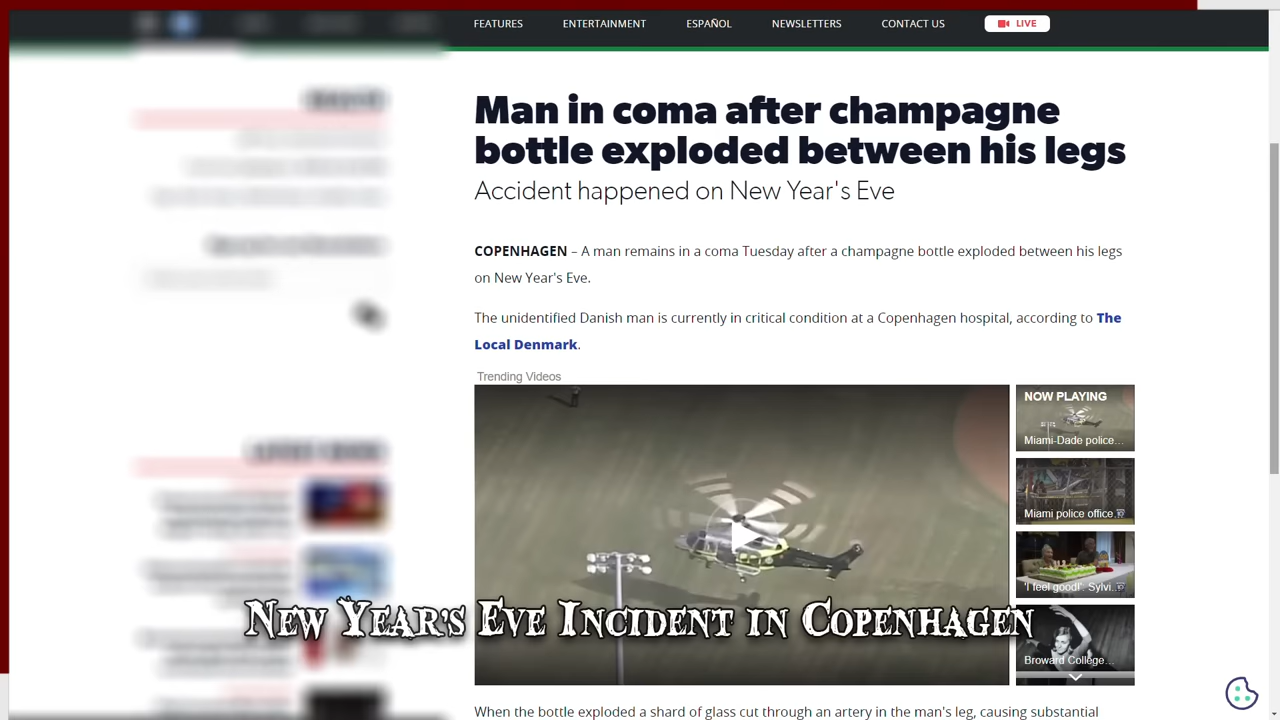 FEATURES ENTERTAINMENT ESPAÑOL NEWSLETTERS CONTACT US LIVE
Man in coma after champagne
bottle exploded between his legs
Accident happened on New Year's Eve
COPENHAGEN – A man remains in a coma Tuesday after a champagne bottle exploded between his legs
on New Year's Eve.
The unidentified Danish man is currently in critical condition at a Copenhagen hospital, according to The
Local Denmark.
Trending Videos
NOW PLAYING
Miami-Dade police...
Miami police office...
'I feel good!': Sylvi...
Broward College...
New Year's Eve Incident in Copenhagen
When the bottle exploded a shard of glass cut through an artery in the man's leg, causing substantial